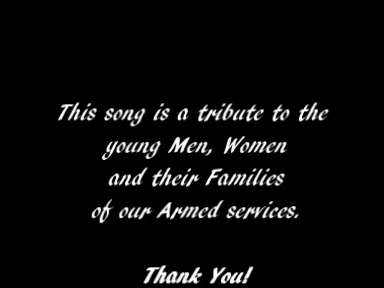 This song is a tribute to the
young Men, Women
and their Families
of our Armed services.
Thank You!